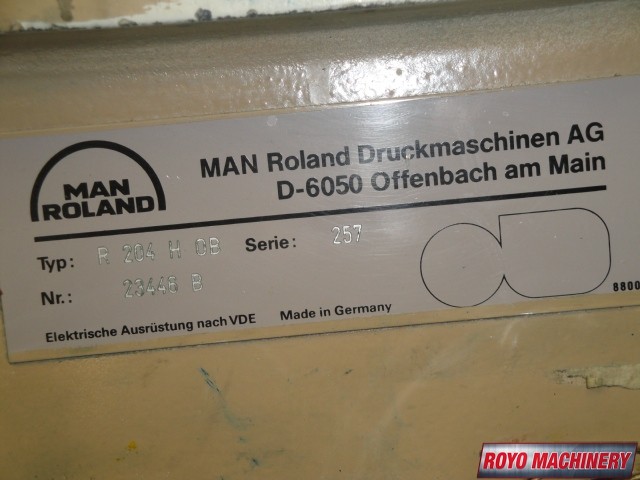 MAN
ROLAND
MAN Roland Druckmaschinen AG
D-6050 Offenbach am Main
Typ: R 204 H OB Serie: 257
Nr.: 23446 B
Elektrische Ausrüstung nach VDE Made in Germany
8800
ROYO MACHINERY